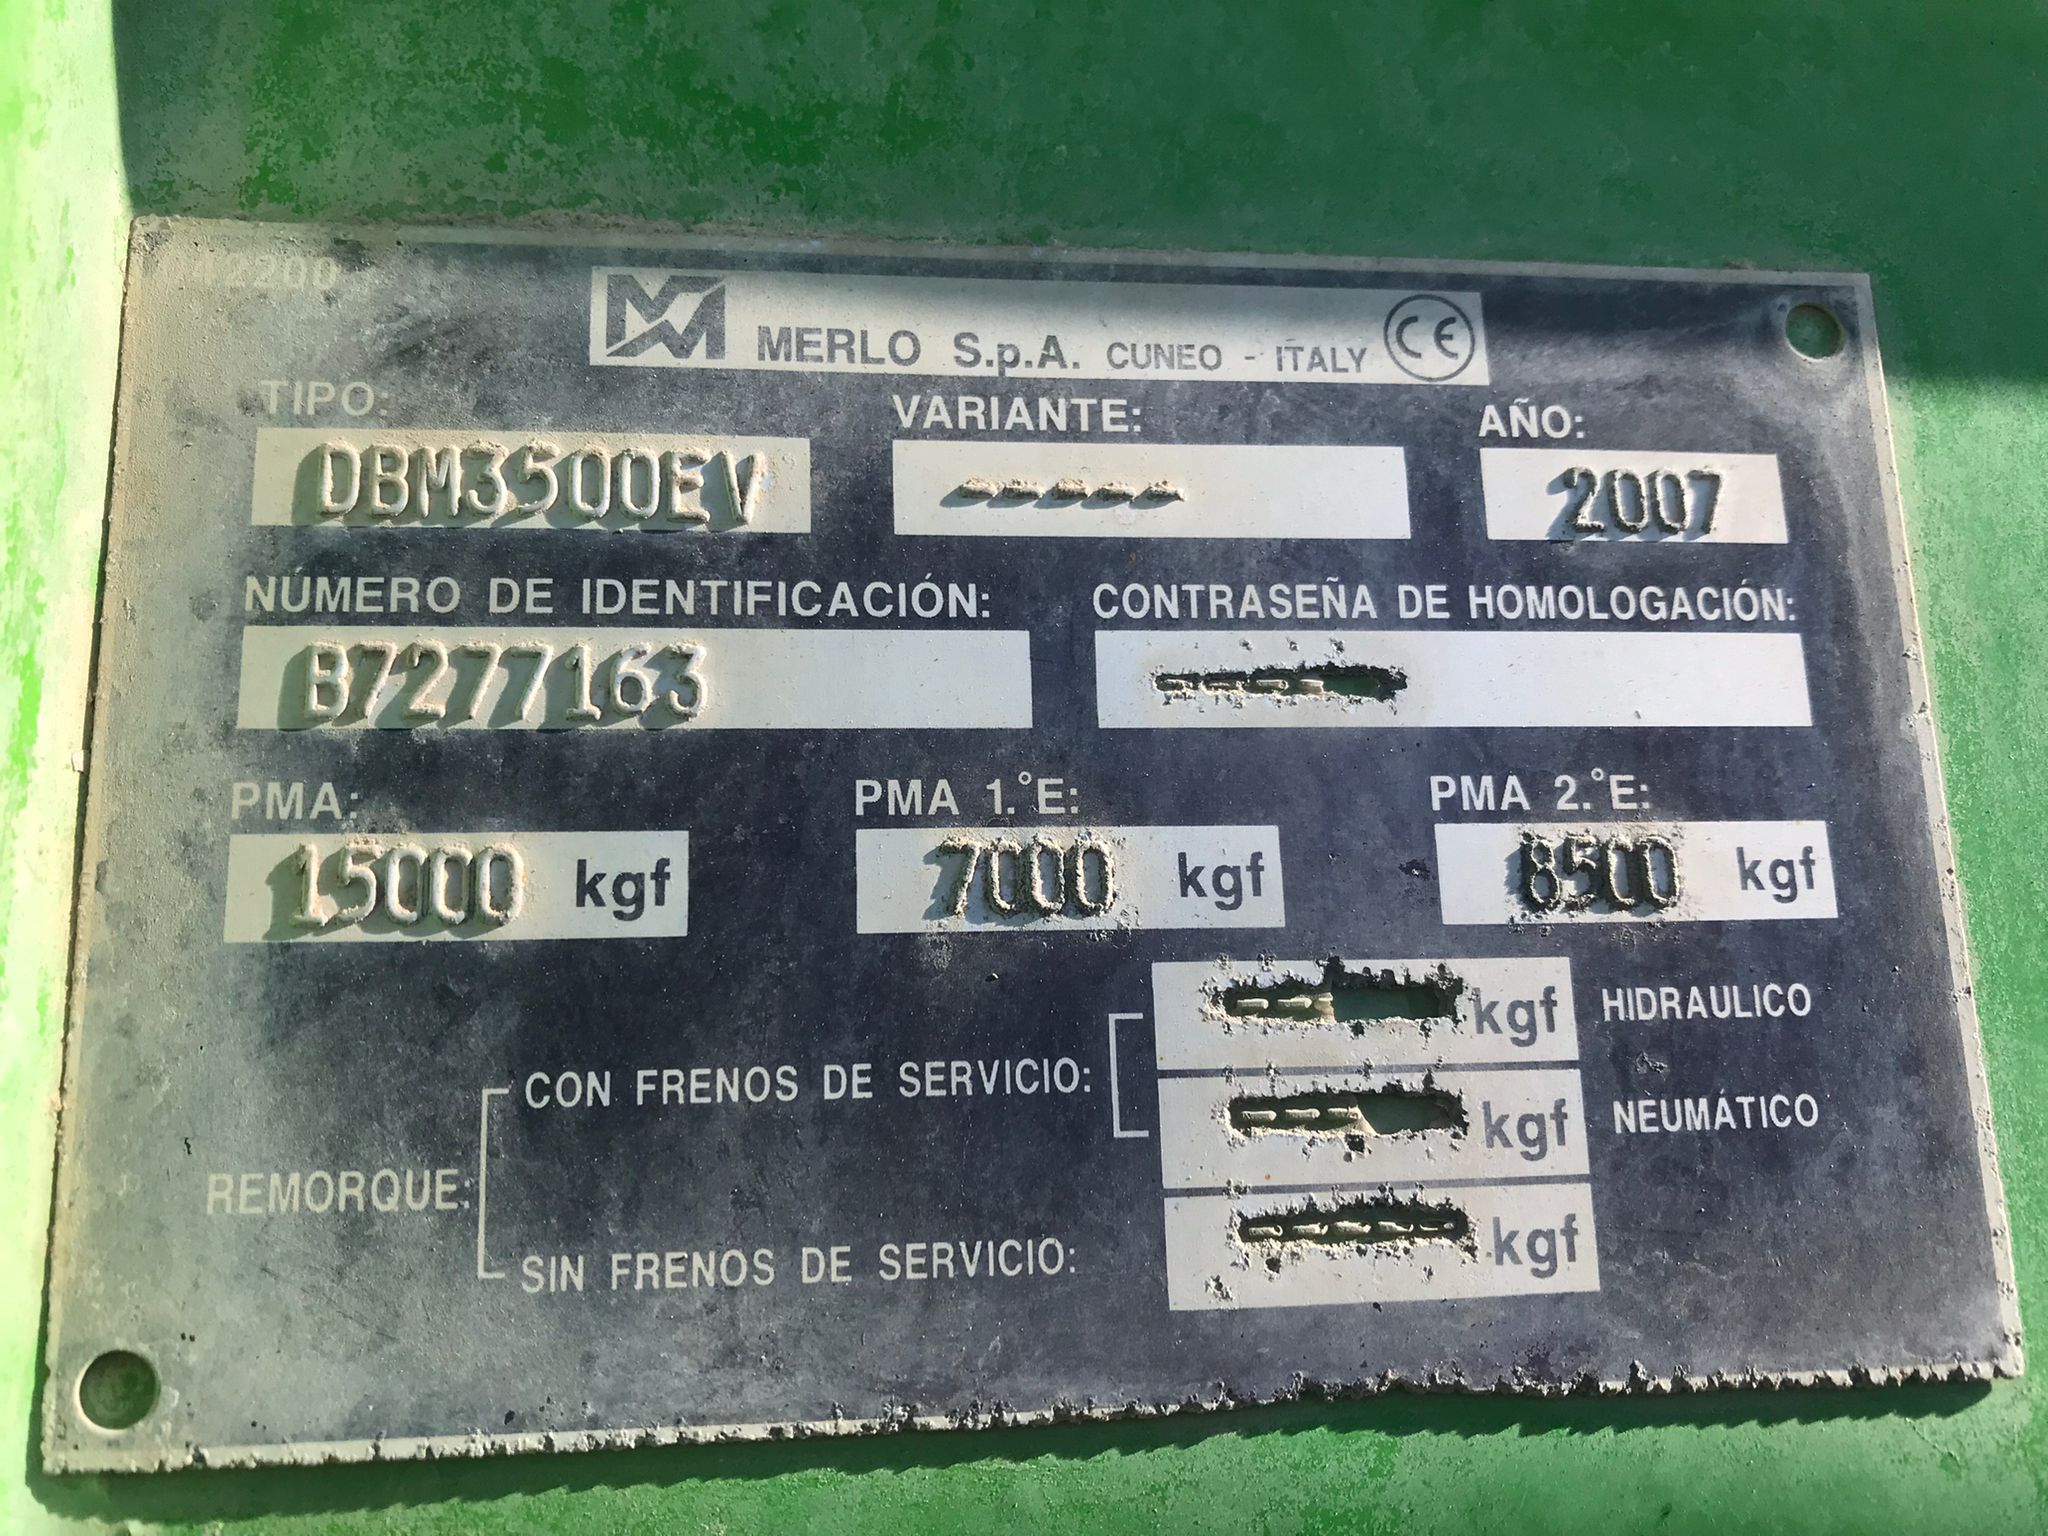 MERLO S.p.A. CUNEO - ITALY CE
TIPO: VARIANTE: AÑO:
DBM3500EV ----- 2007
NUMERO DE IDENTIFICACIÓN: CONTRASEÑA DE HOMOLOGACIÓN:
B7277163
PMA: PMA 1.°E: PMA 2.°E:
15000 kgf 7000 kgf 8500 kgf
kgf HIDRAULICO
CON FRENOS DE SERVICIO:
kgf NEUMÁTICO
REMORQUE:
SIN FRENOS DE SERVICIO: ----- kgf